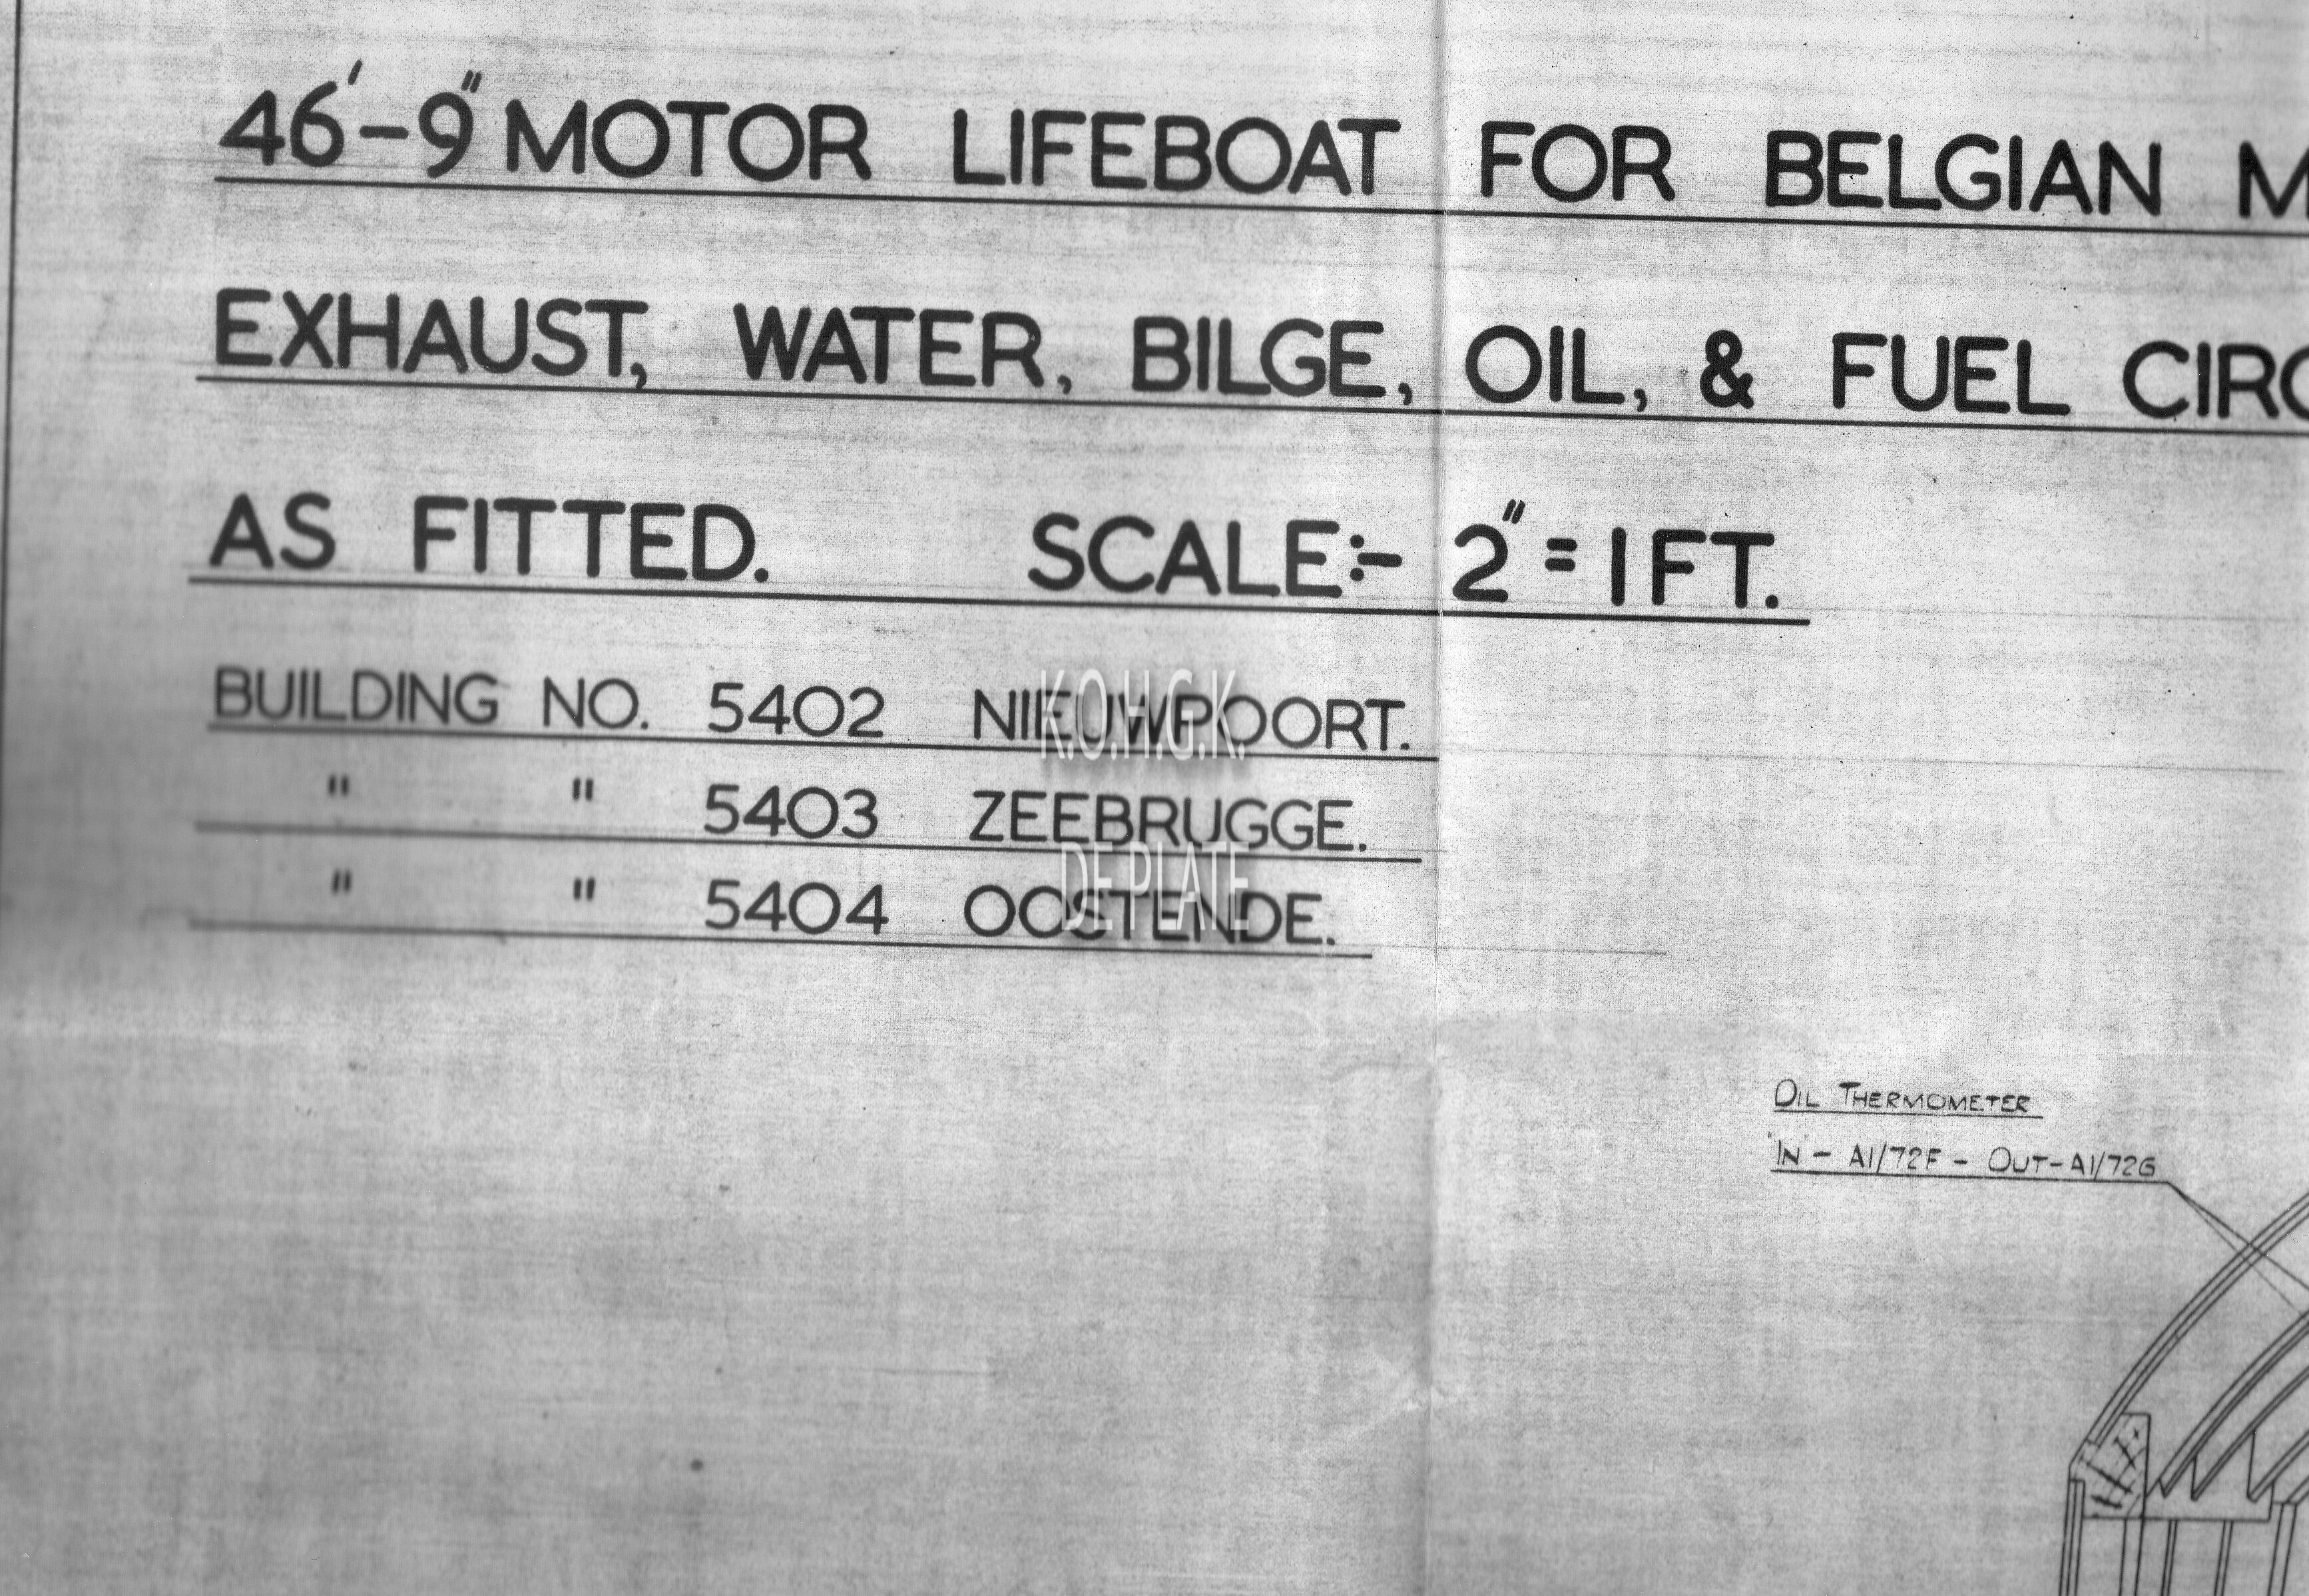 46'-9" MOTOR LIFEBOAT FOR BELGIAN M
EXHAUST, WATER, BILGE, OIL, & FUEL CIRC
AS FITTED. SCALE:- 2" = 1 FT.
BUILDING NO. 5402 NIEUWPOORT.
K.O.H.G.K.
" " 5403 ZEEBRUGGE.
DE PLATE
" " 5404 OOSTENDE.
OIL THERMOMETER
"IN" - A1/72F - OUT - A1/72G